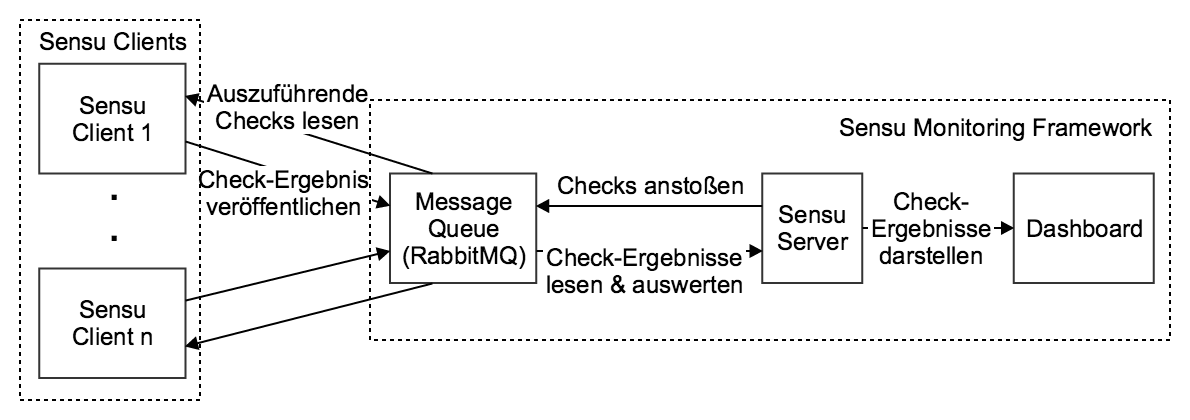 Sensu Clients
Sensu
Client 1
Auszuführende
Checks lesen
Check-Ergebnis
veröffentlichen
Sensu
Client n
Sensu Monitoring Framework
Message
Queue
(RabbitMQ)
Checks anstoßen
Check-Ergebnisse
lesen & auswerten
Sensu
Server
Check-
Ergebnisse
darstellen
Dashboard